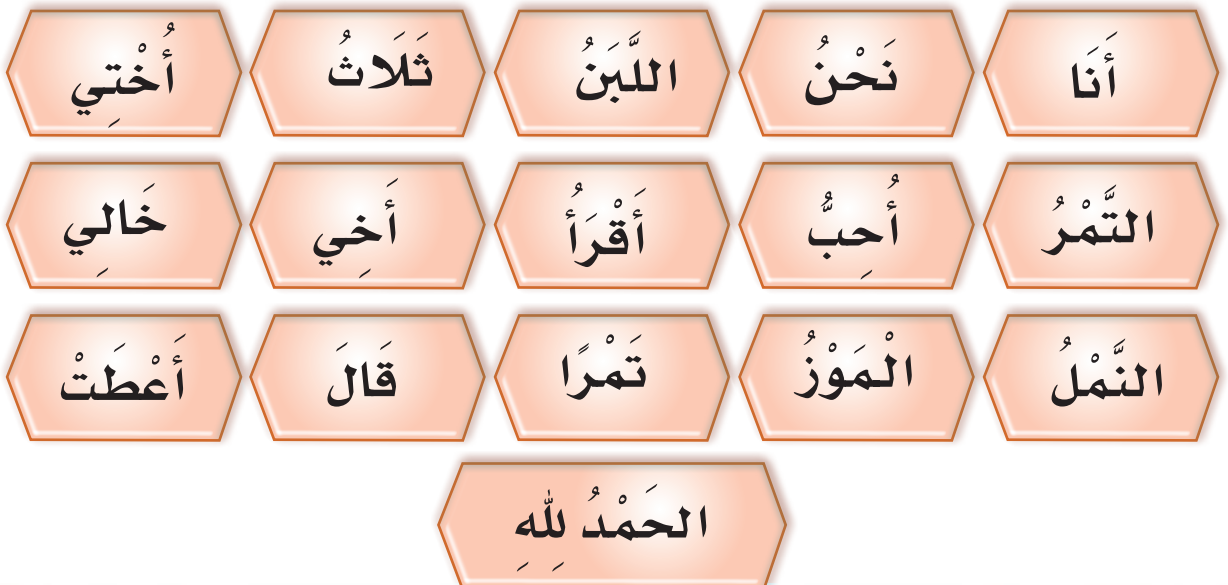 أَنَا نَحْنُ اللَّبَنُ ثَلَاثُ أُخْتِي
التَّمْرُ أُحِبُّ أَقْرَأُ أَخِي خَالِي
النَّمْلُ الْمَوْزُ تَمْرًا قَالَ أَعْطَتْ
الحَمْدُ لِلّٰهِ